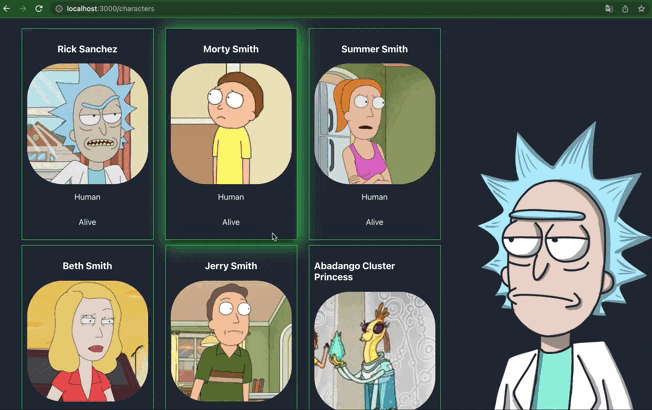 localhost:3000/characters
Rick Sanchez
Morty Smith
Summer Smith
Human
Human
Human
Alive
Alive
Alive
Beth Smith
Jerry Smith
Abadango Cluster
Princess